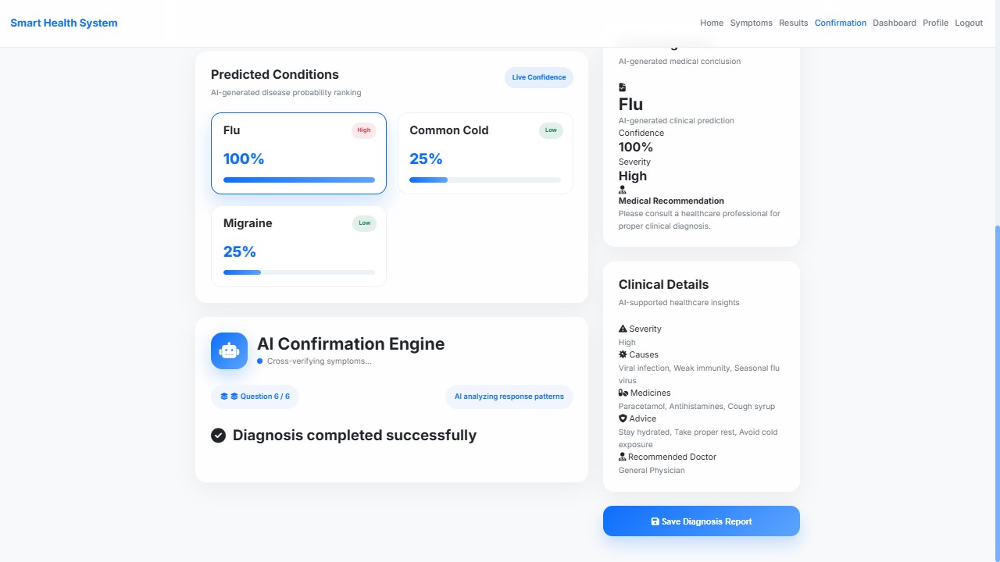 Smart Health System
Home Symptoms Results Confirmation Dashboard Profile Logout
Predicted Conditions
AI-generated disease probability ranking
Live Confidence
Flu
High
100%
Common Cold
Low
25%
Migraine
Low
25%
AI Confirmation Engine
Cross-verifying symptoms...
Question 6 / 6
AI analyzing response patterns
Diagnosis completed successfully
AI-generated medical conclusion
Flu
AI-generated clinical prediction
Confidence
100%
Severity
High
Medical Recommendation
Please consult a healthcare professional for
proper clinical diagnosis.
Clinical Details
AI-supported healthcare insights
Severity
High
Causes
Viral infection, Weak immunity, Seasonal flu
virus
Medicines
Paracetamol, Antihistamines, Cough syrup
Advice
Stay hydrated, Take proper rest, Avoid cold
exposure
Recommended Doctor
General Physician
Save Diagnosis Report